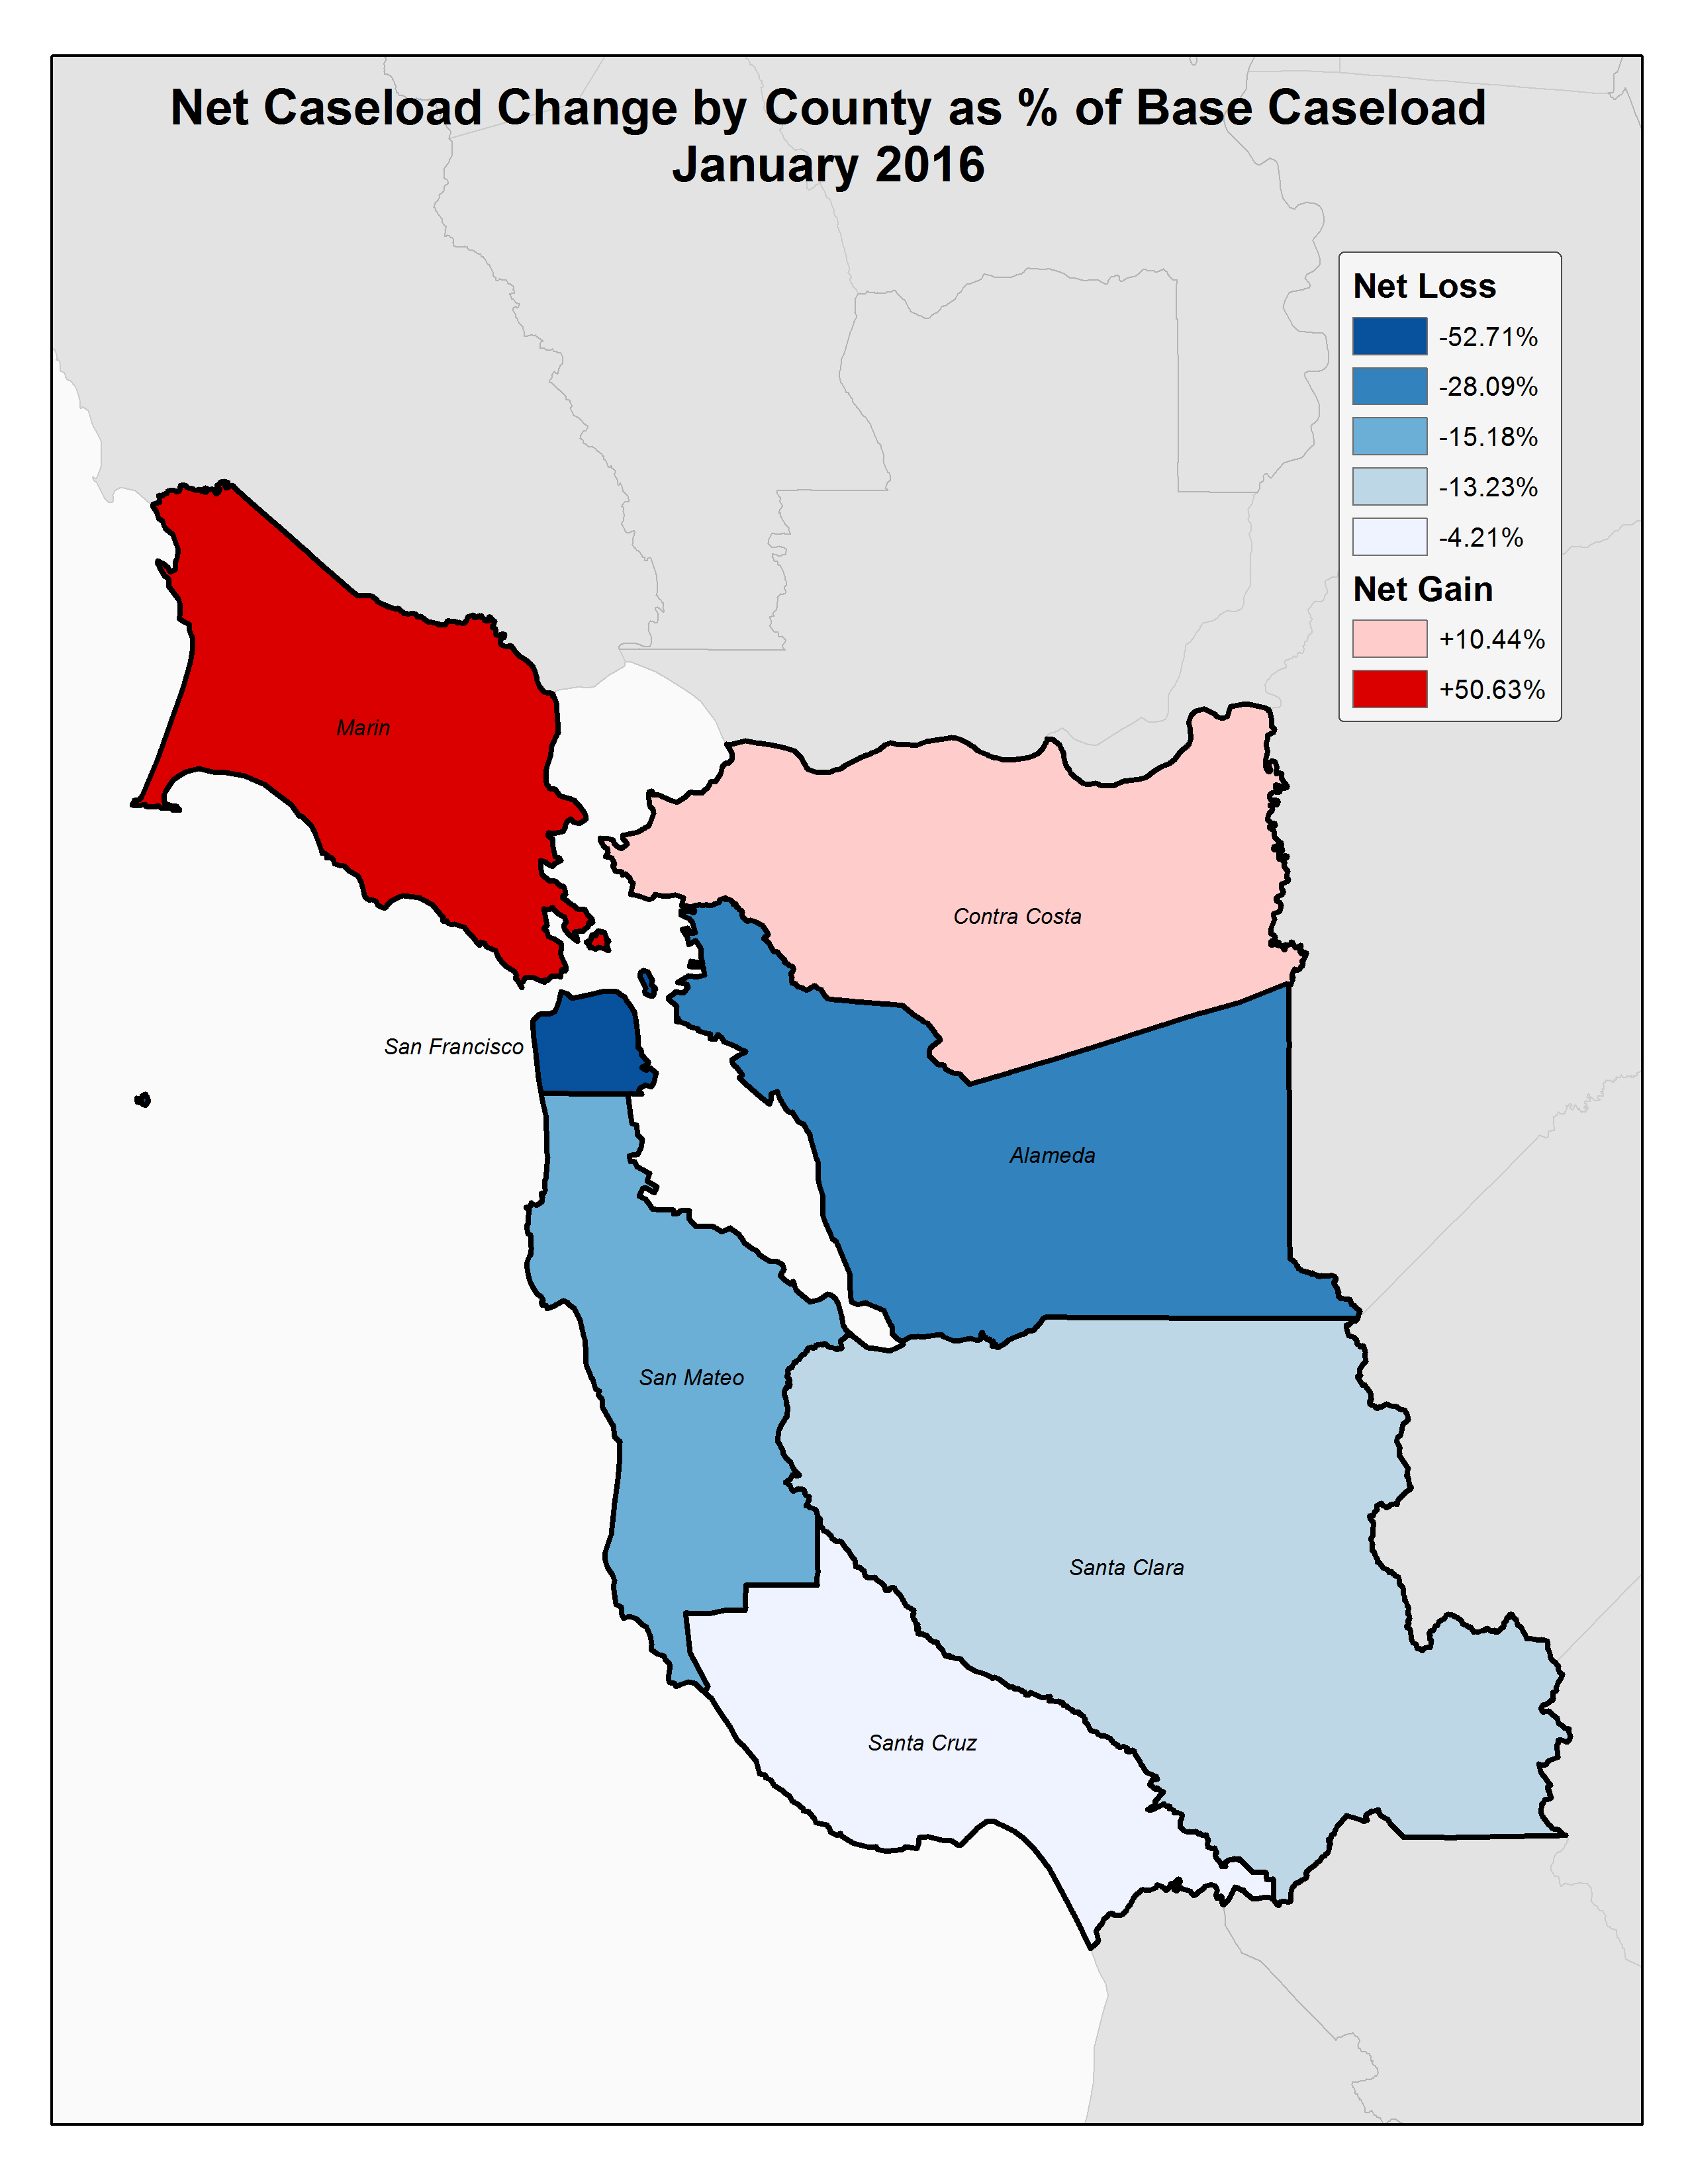 Net Caseload Change by County as % of Base Caseload
January 2016
Net Loss
-52.71%
-28.09%
-15.18%
-13.23%
-4.21%
Net Gain
+10.44%
+50.63%
Marin
Contra Costa
San Francisco
Alameda
San Mateo
Santa Clara
Santa Cruz